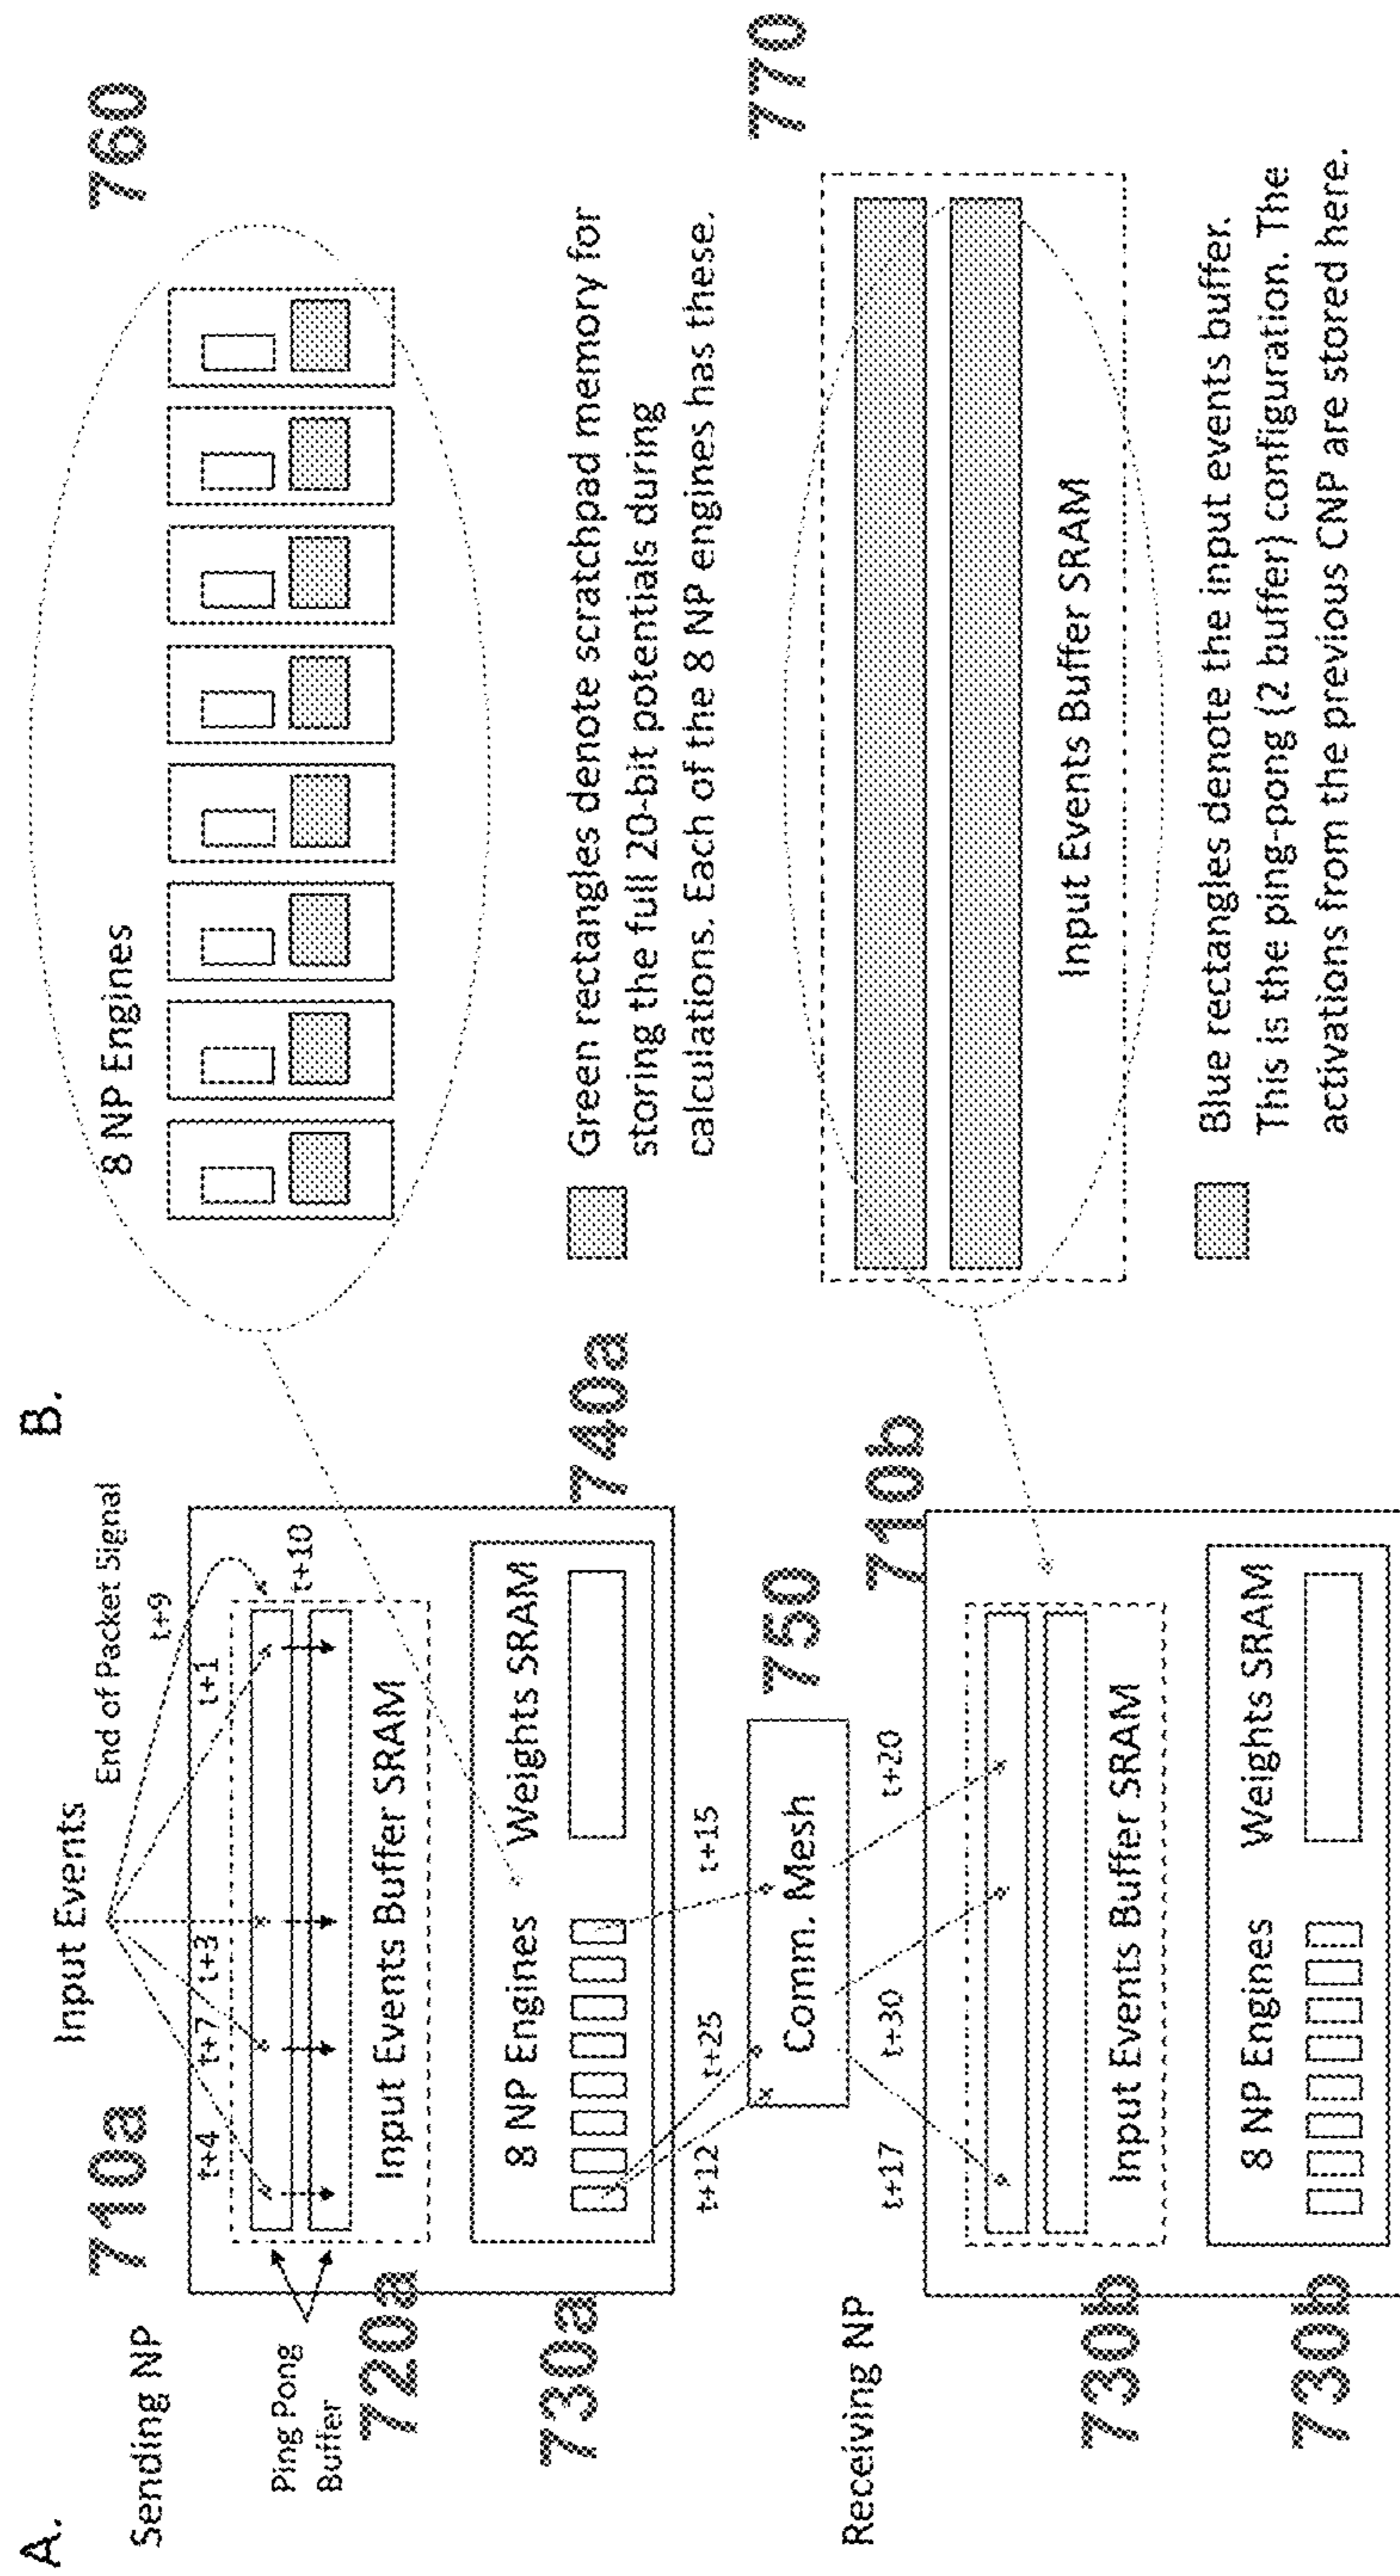 A.
Sending NP
710a
Input Events
End of Packet Signal
t+9
t+4
t+7
t+3
t+1
t+10
Ping Pong
Buffer
720a
Input Events Buffer SRAM
730a
8 NP Engines
Weights SRAM
740a
t+12
t+25
t+15
Comm. Mesh
750
710b
Receiving NP
t+17
t+30
t+20
730b
Input Events Buffer SRAM
730b
8 NP Engines
Weights SRAM
B.
8 NP Engines
760
Green rectangles denote scratchpad memory for
storing the full 20-bit potentials during
calculations. Each of the 8 NP engines has these.
770
Input Events Buffer SRAM
Blue rectangles denote the input events buffer.
This is the ping-pong (2 buffer) configuration. The
activations from the previous CNP are stored here.